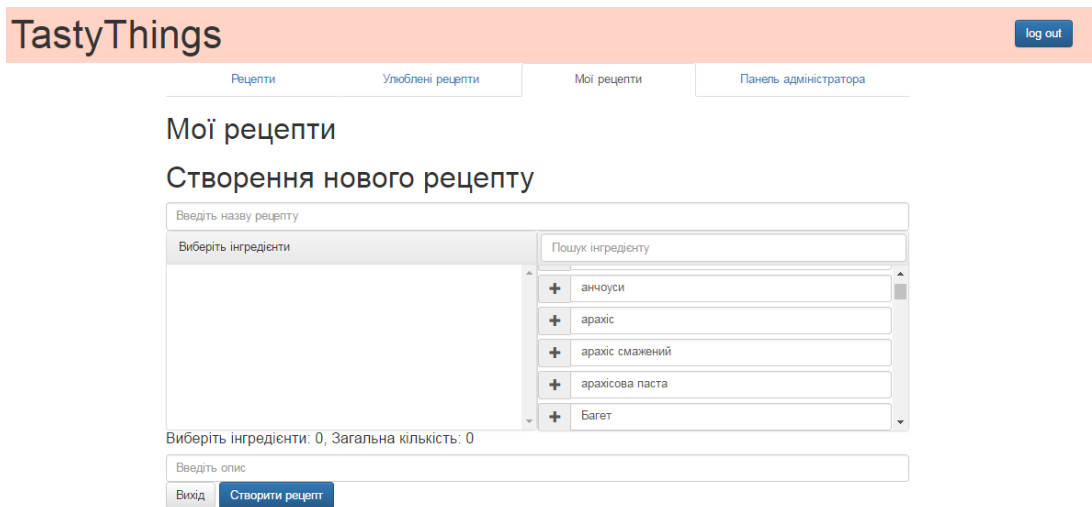 TastyThings
log out
Рецепти Улюблені рецепти Мої рецепти Панель адміністратора
Мої рецепти
Створення нового рецепту
Введіть назву рецепту
Виберіть інгредієнти Пошук інгредієнту
анчоуси
арахіс
арахіс смажений
арахісова паста
Багет
Виберіть інгредієнти: 0, Загальна кількість: 0
Введіть опис
Вихід Створити рецепт